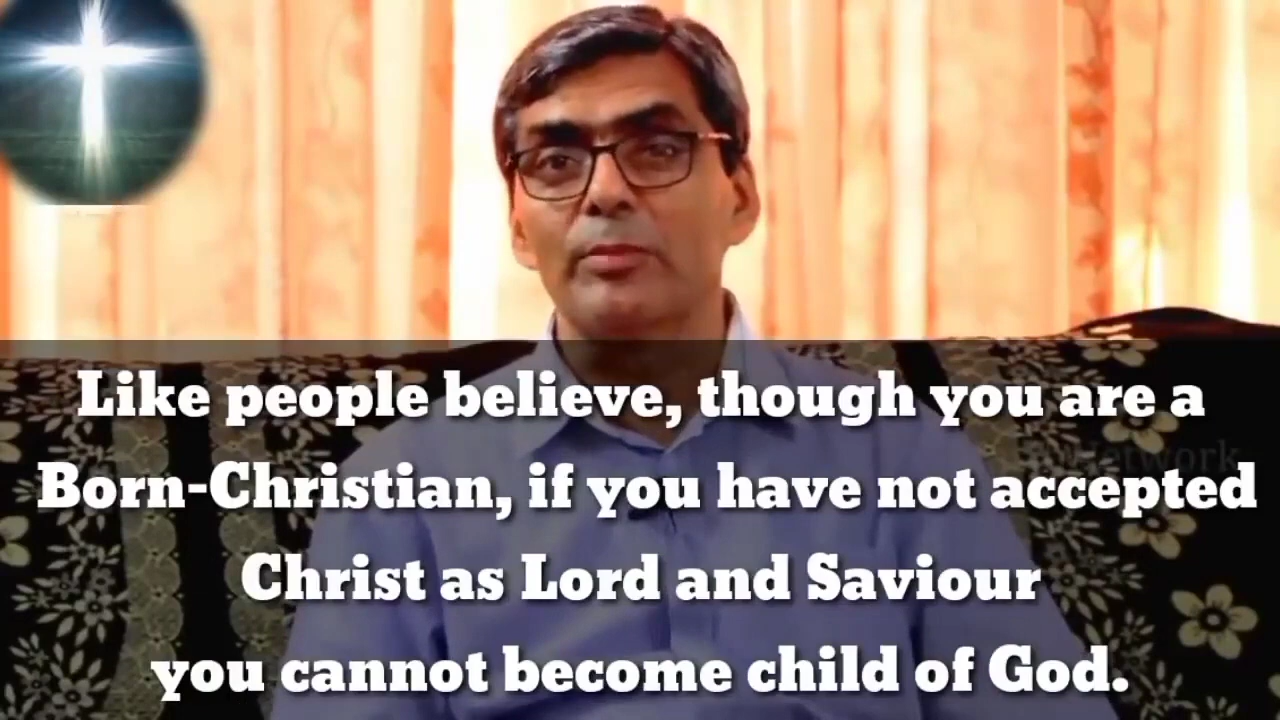 Like people believe, though you are a
Born-Christian, if you have not accepted
Christ as Lord and Saviour
you cannot become child of God.